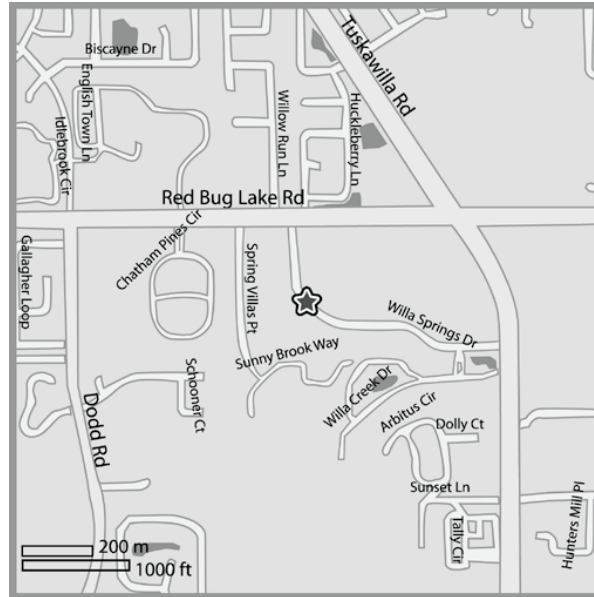 Biscayne Dr
Tuskawilla Rd
English Town Ln
Idlebrook Cir
Willow Run Ln
Huckleberry Ln
Red Bug Lake Rd
Chatham Pines Cir
Gallagher Loop
Spring Villas Pt
Willa Springs Dr
Sunny Brook Way
Schooner Ct
Willa Creek Dr
Arbitus Cir
Dodd Rd
Dolly Ct
Sunset Ln
Hunters Mill Pl
Tally Cir
200 m
1000 ft